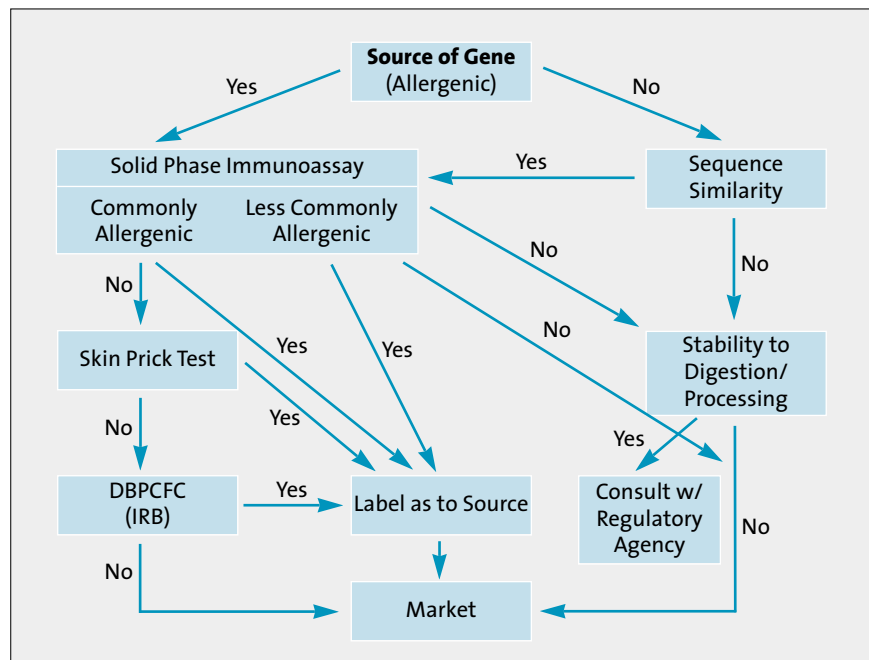 Source of Gene
(Allergenic)
Yes
No
Solid Phase Immunoassay
Yes
Sequence
Similarity
Commonly
Allergenic
Less Commonly
Allergenic
No
No
No
Skin Prick Test
Yes
Yes
No
Stability to
Digestion/
Processing
Yes
No
Yes
DBPCFC
(IRB)
Yes
Label as to Source
Consult w/
Regulatory
Agency
No
No
Market